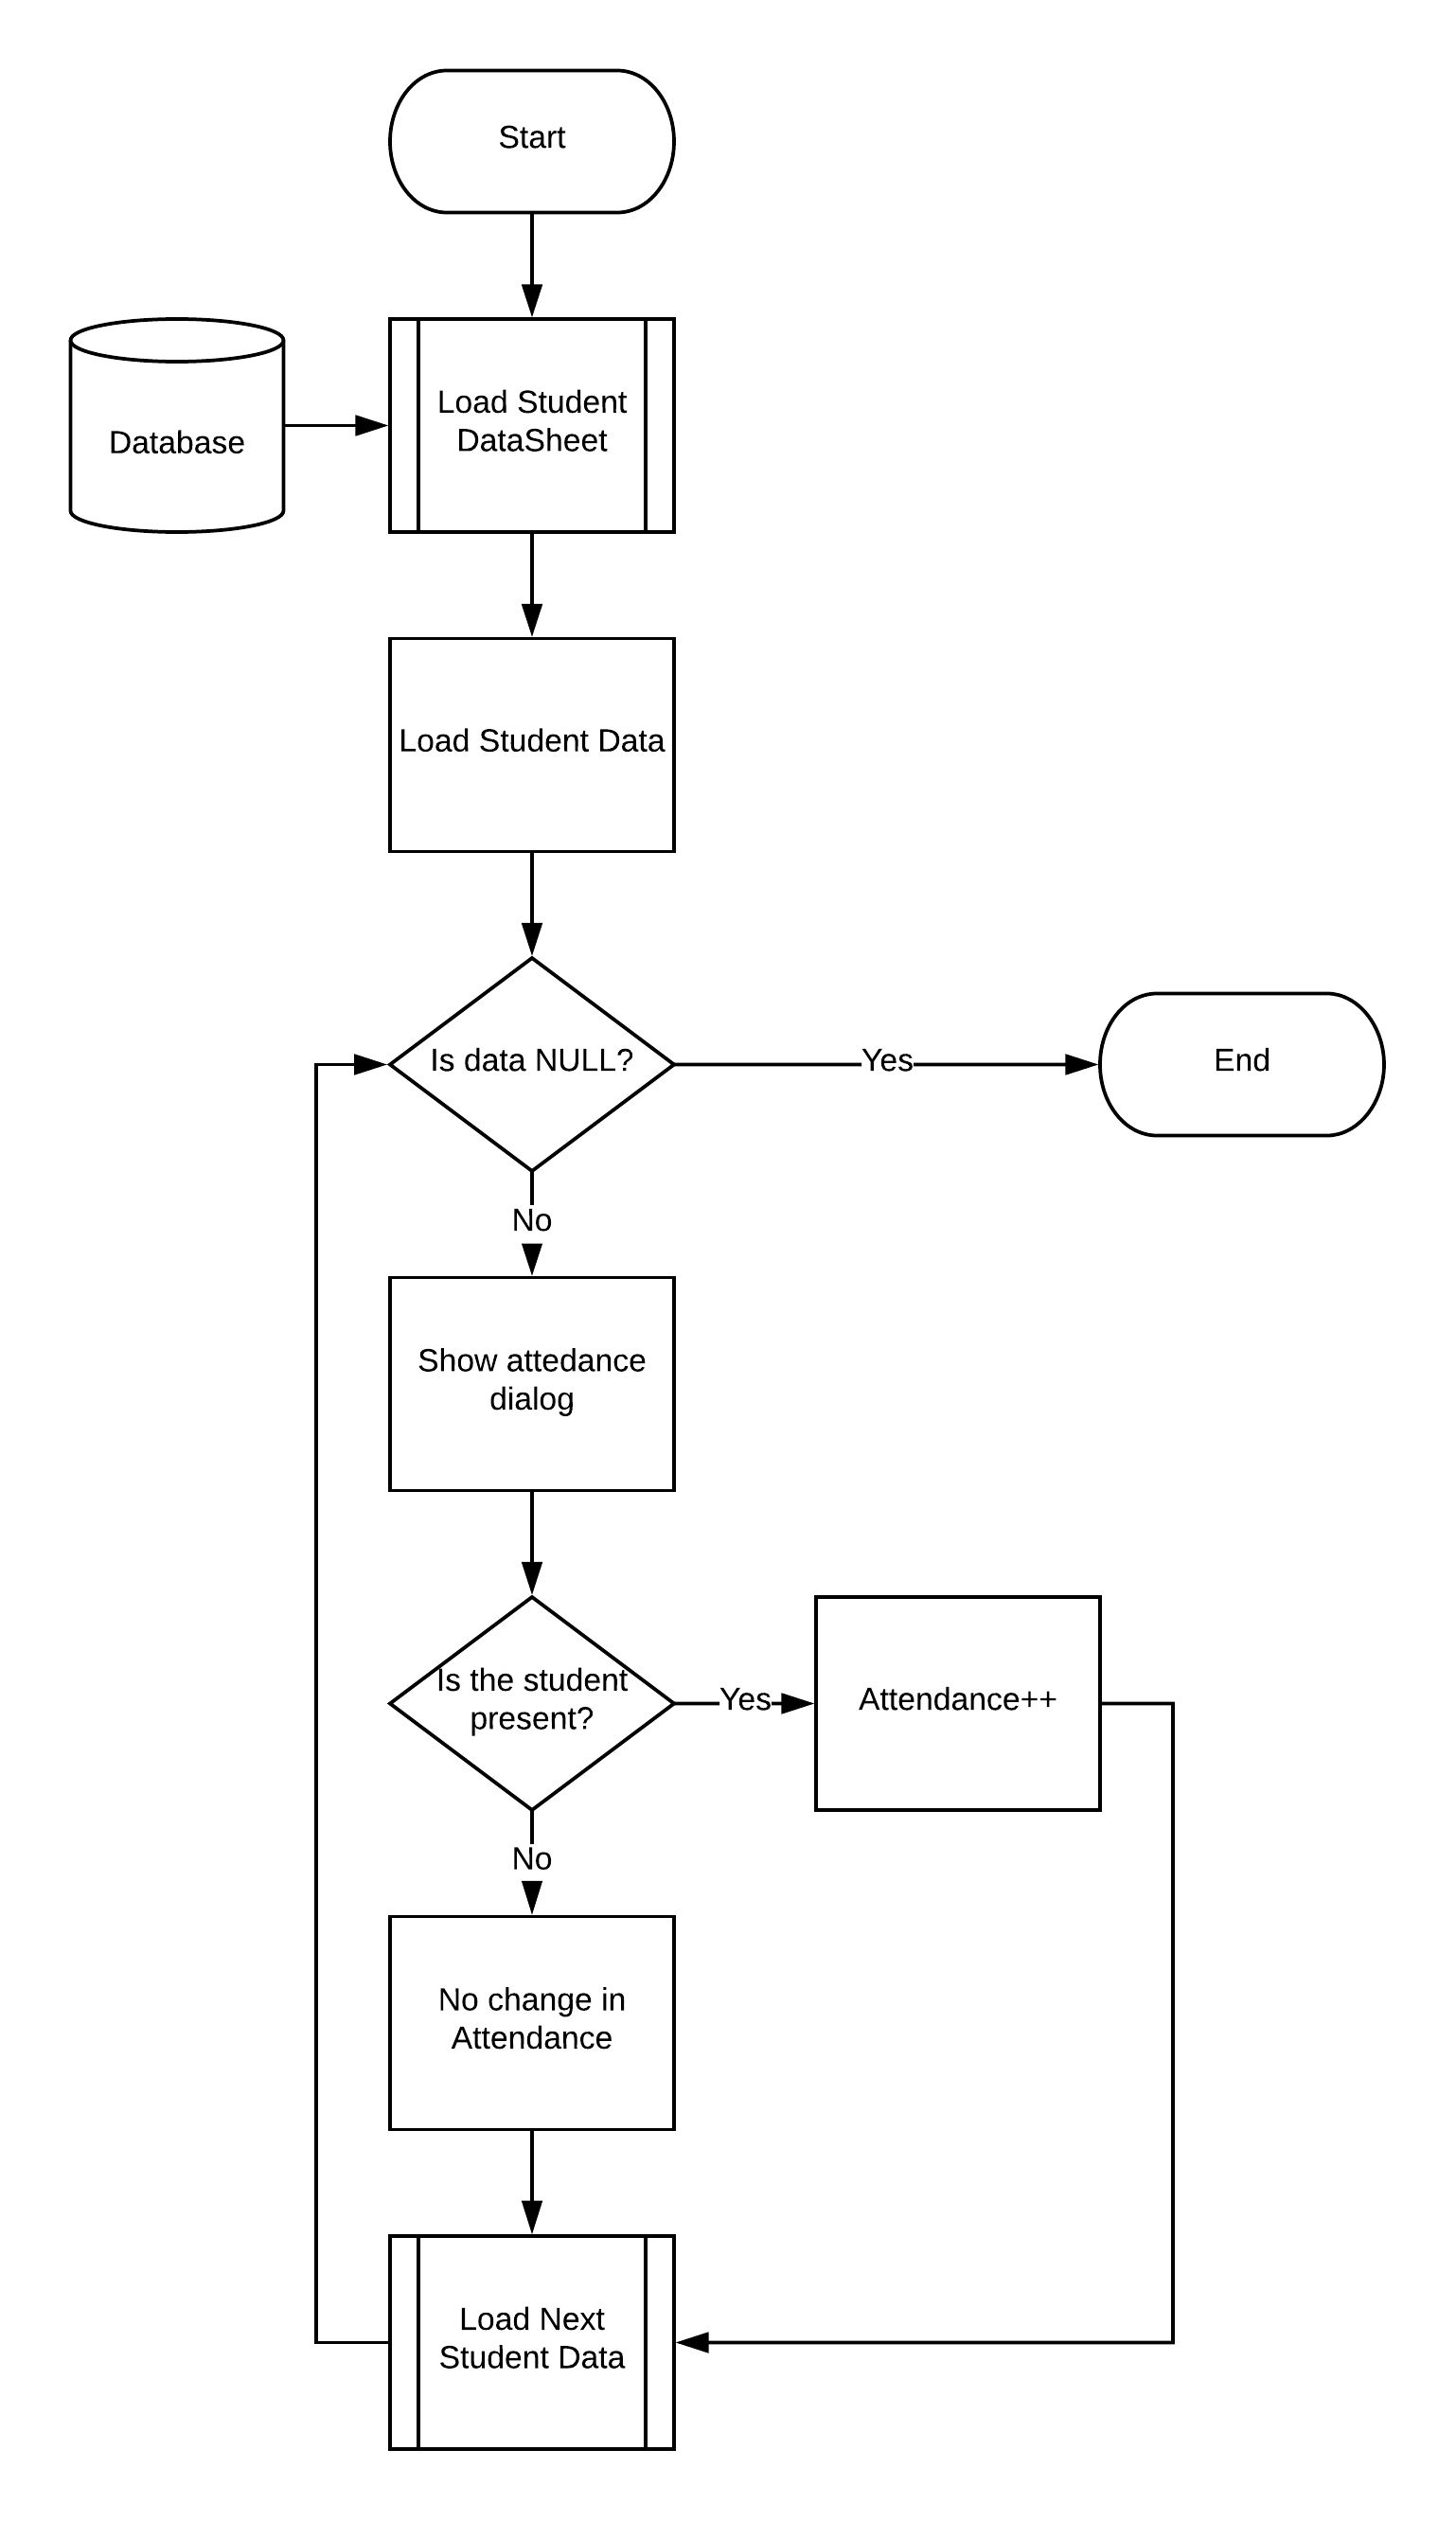 Start
Database
Load Student
DataSheet
Load Student Data
Is data NULL?
Yes
End
No
Show attedance
dialog
Is the student
present?
Yes
Attendance++
No
No change in
Attendance
Load Next
Student Data